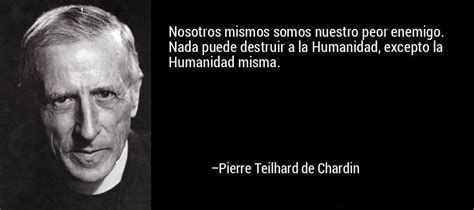 Nosotros mismos somos nuestro peor enemigo.
Nada puede destruir a la Humanidad, excepto la
Humanidad misma.
–Pierre Teilhard de Chardin